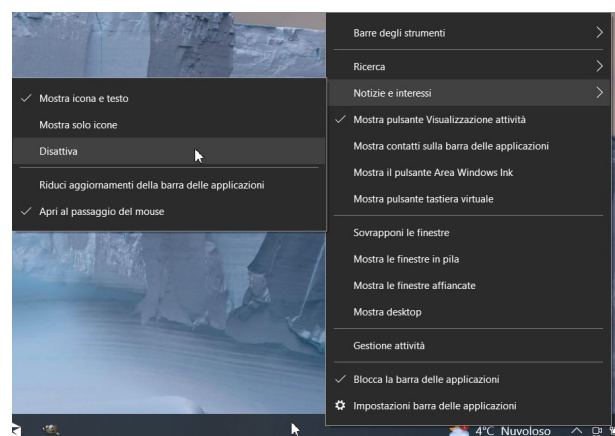 Barre degli strumenti
Ricerca
Notizie e interessi
Mostra icona e testo
Mostra solo icone
Disattiva
Riduci aggiornamenti della barra delle applicazioni
Apri al passaggio del mouse
Mostra pulsante Visualizzazione attività
Mostra contatti sulla barra delle applicazioni
Mostra il pulsante Area Windows Ink
Mostra pulsante tastiera virtuale
Sovrapponi le finestre
Mostra le finestre in pila
Mostra le finestre affiancate
Mostra desktop
Gestione attività
Blocca la barra delle applicazioni
Impostazioni barra delle applicazioni
4°C Nuvoloso